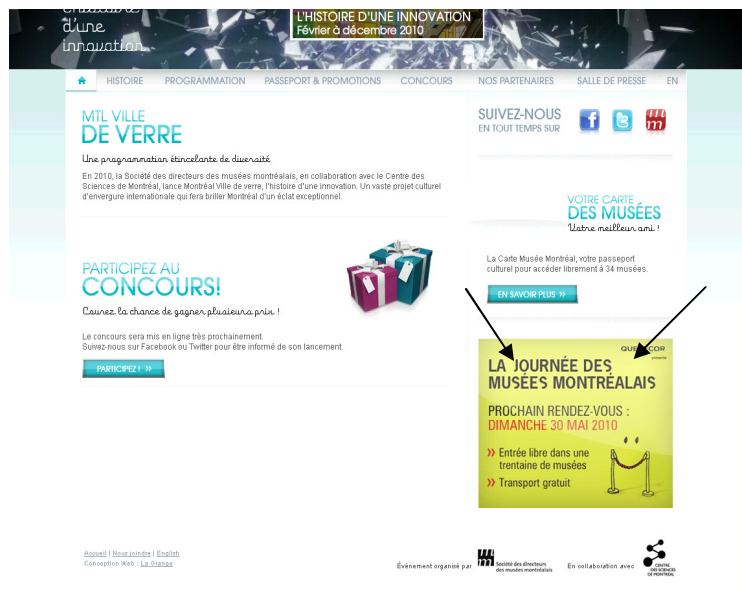 L'histoire
d'une
innovation
L'HISTOIRE D'UNE INNOVATION
Février à décembre 2010
HISTOIRE PROGRAMMATION PASSEPORT & PROMOTIONS CONCOURS NOS PARTENAIRES SALLE DE PRESSE EN
MTL VILLE
DE VERRE
Une programmation étincelante de diversité
En 2010, la Société des directeurs des musées montréalais, en collaboration avec le Centre des
Sciences de Montréal, lance Montréal Ville de verre, l'histoire d'une innovation. Un vaste projet culturel
d'envergure internationale qui fera briller Montréal d'un éclat exceptionnel.
PARTICIPEZ AU
CONCOURS!
Courez la chance de gagner plusieurs prix !
Le concours sera mis en ligne très prochainement.
Suivez-nous sur Facebook ou Twitter pour être informé de son lancement.
PARTICIPEZ ! »
SUIVEZ-NOUS
EN TOUT TEMPS SUR
VOTRE CARTE
DES MUSÉES
Votre meilleur ami !
La Carte Musée Montréal, votre passeport
culturel pour accéder librement à 34 musées.
EN SAVOIR PLUS »
QUEBECOR
présente
LA JOURNÉE DES
MUSÉES MONTRÉALAIS
PROCHAIN RENDEZ-VOUS :
DIMANCHE 30 MAI 2010
» Entrée libre dans une
trentaine de musées
» Transport gratuit
Accueil | Nous joindre | English
Conception Web : La Grange
Événement organisé par
Société des directeurs
des musées montréalais
En collaboration avec
CENTRE
DES SCIENCES
DE MONTRÉAL